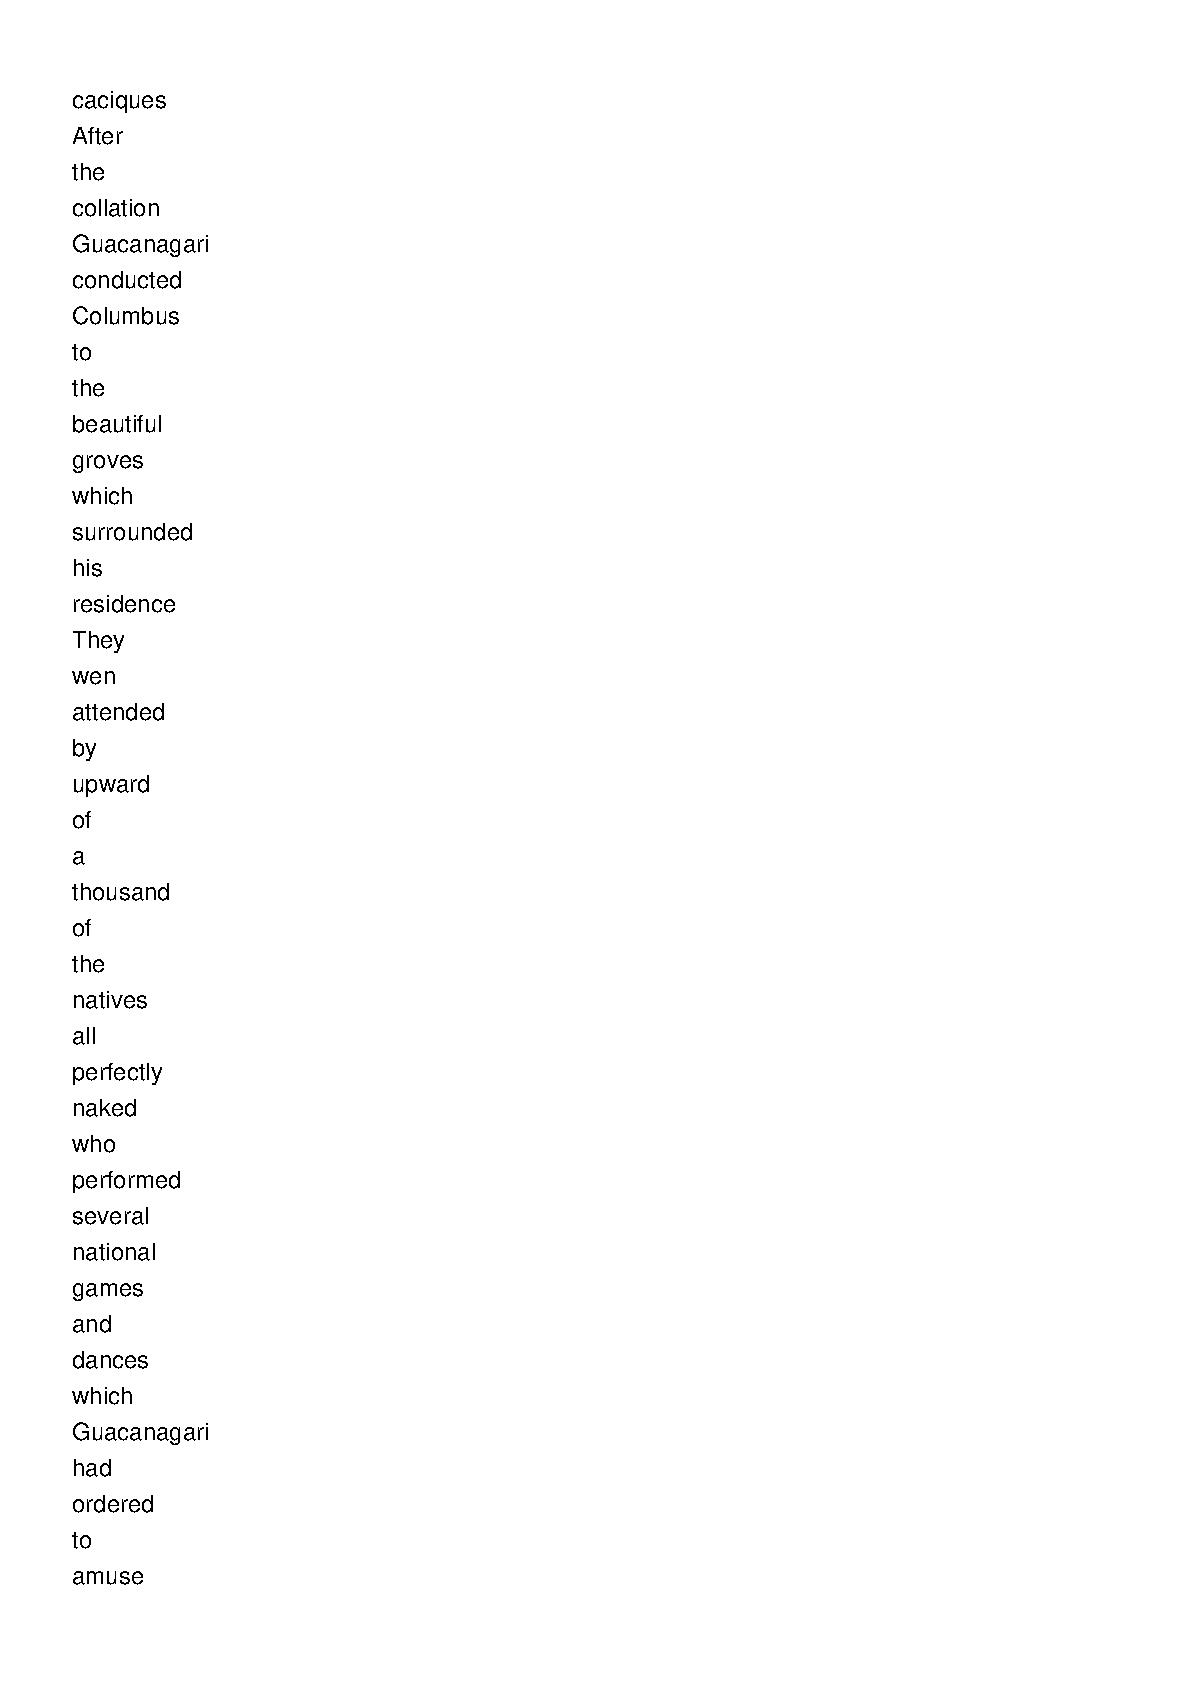 caciques
After
the
collation
Guacanagari
conducted
Columbus
to
the
beautiful
groves
which
surrounded
his
residence
They
wen
attended
by
upward
of
a
thousand
of
the
natives
all
perfectly
naked
who
performed
several
national
games
and
dances
which
Guacanagari
had
ordered
to
amuse